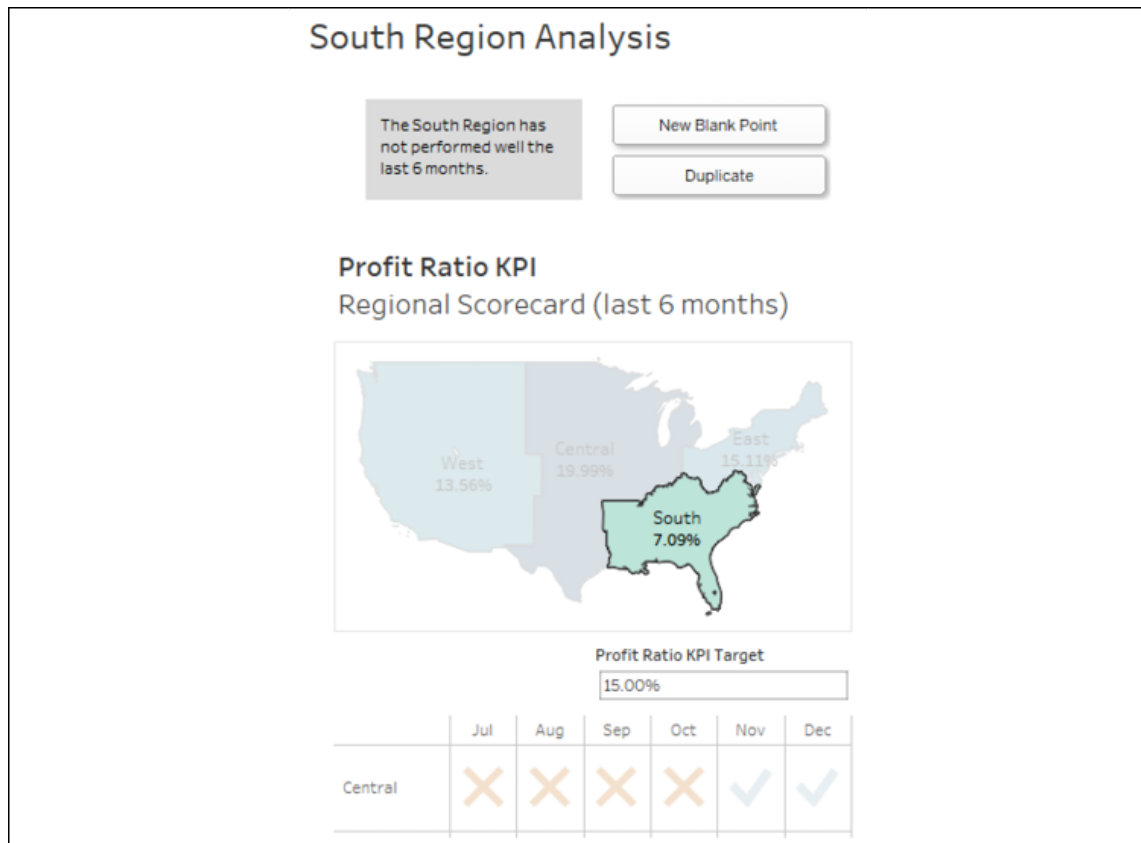 South Region Analysis
The South Region has
not performed well the
last 6 months.
New Blank Point
Duplicate
Profit Ratio KPI
Regional Scorecard (last 6 months)
East
15.11%
Central
19.99%
West
13.56%
South
7.09%
Profit Ratio KPI Target
15.00%
Jul Aug Sep Oct Nov Dec
Central